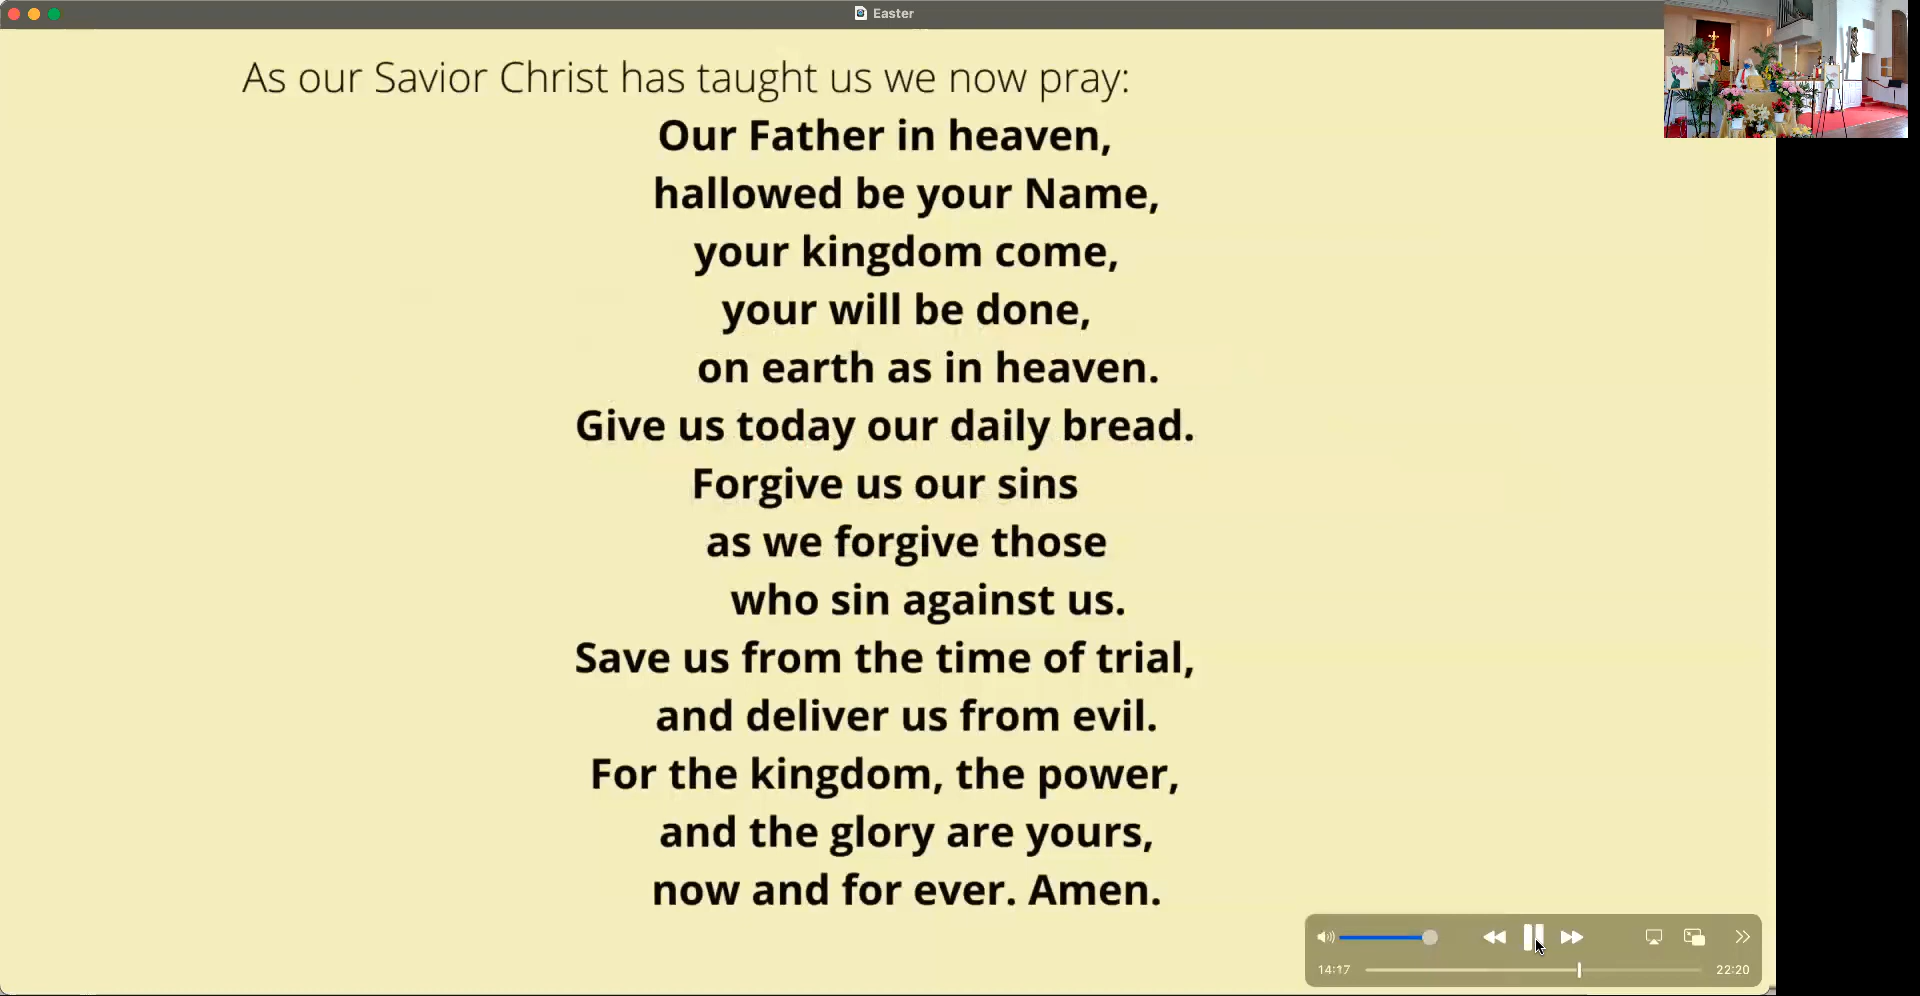 Easter
As our Savior Christ has taught us we now pray:
Our Father in heaven,
hallowed be your Name,
your kingdom come,
your will be done,
on earth as in heaven.
Give us today our daily bread.
Forgive us our sins
as we forgive those
who sin against us.
Save us from the time of trial,
and deliver us from evil.
For the kingdom, the power,
and the glory are yours,
now and for ever. Amen.
14:17
22:20